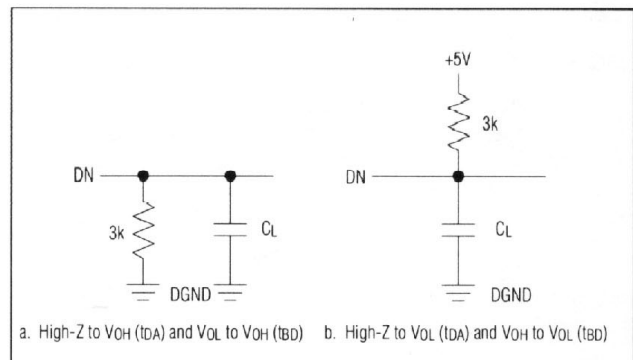 +5V
3k
DN
3k
CL
DGND
DN
CL
DGND
a. High-Z to VOH (tDA) and VOL to VOH (tBD)
b. High-Z to VOL (tDA) and VOH to VOL (tBD)